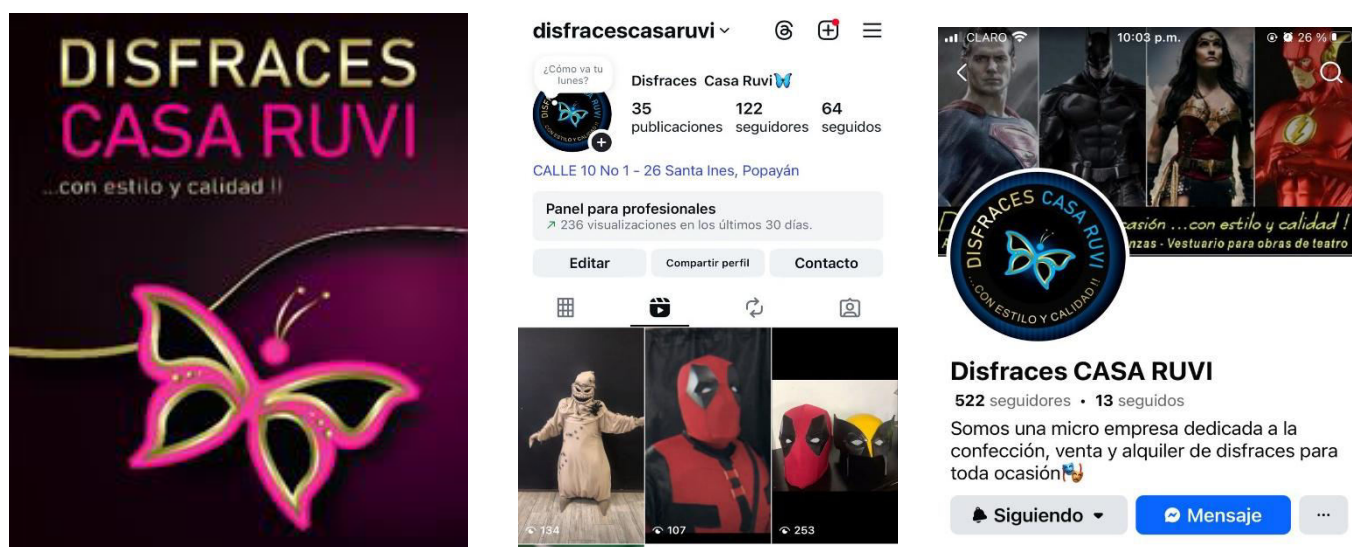 DISFRACES
CASA RUVI
...con estilo y calidad !!
disfracescasaruvi
¿Cómo va tu
lunes?
Disfraces Casa Ruvi
35 122 64
publicaciones seguidores seguidos
CALLE 10 No 1 - 26 Santa Ines, Popayán
Panel para profesionales
236 visualizaciones en los últimos 30 días.
Editar Compartir perfil Contacto
134 107 253
CLARO 10:03 p.m. 26 %
DISFRACES CASA RUVI
...CON ESTILO Y CALIDAD !!
...con estilo y calidad !
- Vestuario para obras de teatro
Disfraces CASA RUVI
522 seguidores • 13 seguidos
Somos una micro empresa dedicada a la
confección, venta y alquiler de disfraces para
toda ocasión
Siguiendo Mensaje ...